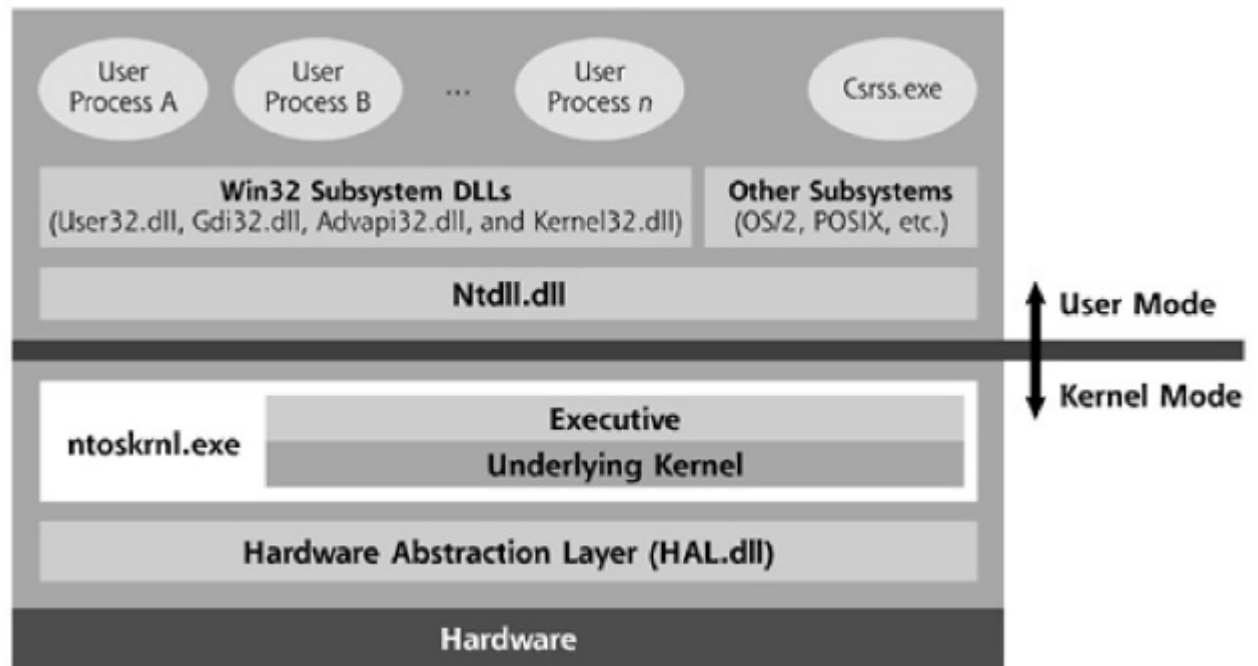 User
Process A
User
Process B
...
User
Process n
Csrss.exe
Win32 Subsystem DLLs
(User32.dll, Gdi32.dll, Advapi32.dll, and Kernel32.dll)
Other Subsystems
(OS/2, POSIX, etc.)
Ntdll.dll
User Mode
Kernel Mode
ntoskrnl.exe
Executive
Underlying Kernel
Hardware Abstraction Layer (HAL.dll)
Hardware